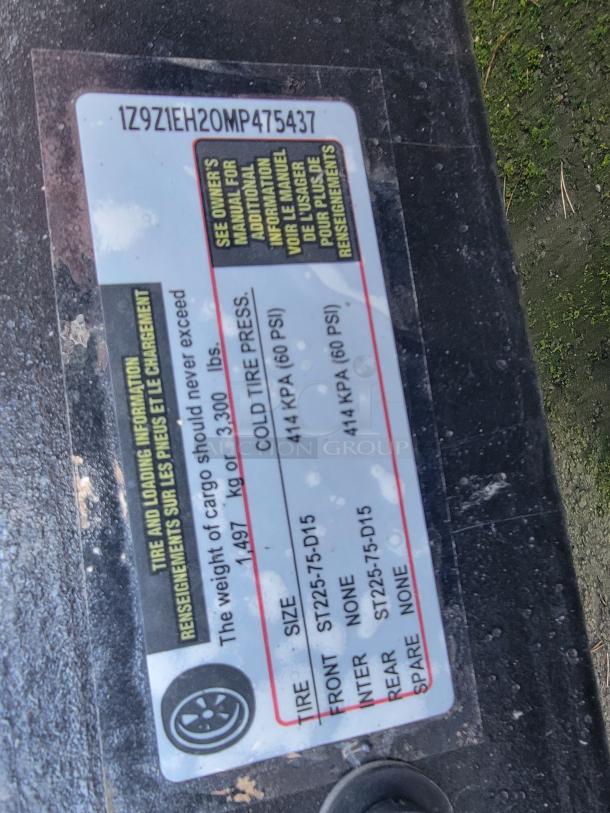 1Z9Z1EH20MP475437
TIRE AND LOADING INFORMATION
RENSEIGNEMENTS SUR LES PNEUS ET LE CHARGEMENT
The weight of cargo should never exceed
1,497 kg or 3,300 lbs.
TIRE SIZE COLD TIRE PRESS.
FRONT ST225-75-D15 414 KPA (60 PSI)
INTER NONE
REAR ST225-75-D15 414 KPA (60 PSI)
SPARE NONE
SEE OWNER'S
MANUAL FOR
ADDITIONAL
INFORMATION
VOIR LE MANUEL
DE L'USAGER
POUR PLUS DE
RENSEIGNEMENTS
PCI
AUCTION GROUP